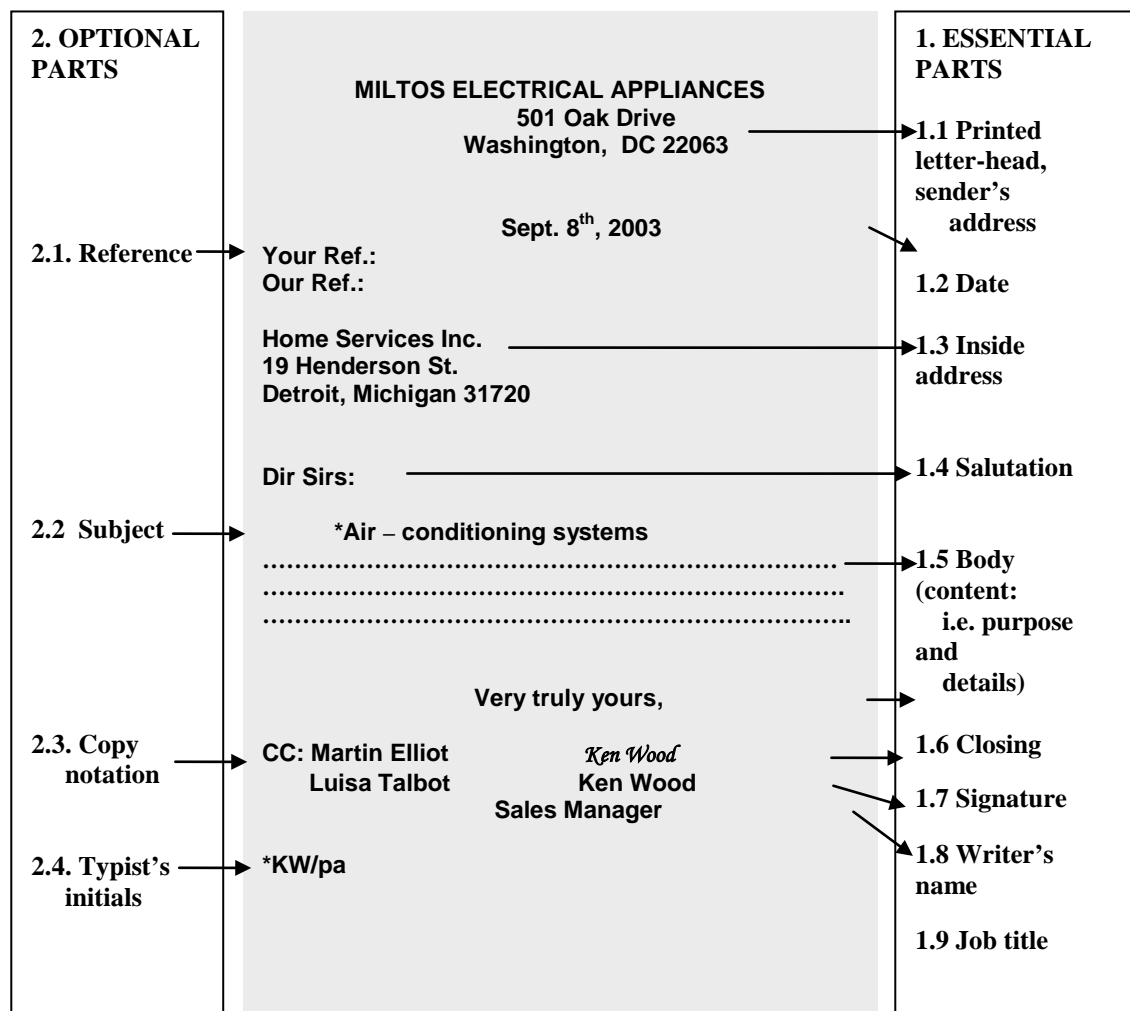 2. OPTIONAL
PARTS
2.1. Reference
2.2 Subject
2.3. Copy
notation
2.4. Typist’s
initials
MILTOS ELECTRICAL APPLIANCES
501 Oak Drive
Washington, DC 22063
Sept. 8th, 2003
Your Ref.:
Our Ref.:
Home Services Inc.
19 Henderson St.
Detroit, Michigan 31720
Dir Sirs:
*Air – conditioning systems
……………………………………………………………
…………………………………………………………….
……………………………………………………………..
Very truly yours,
CC: Martin Elliot Ken Wood
Luisa Talbot Ken Wood
Sales Manager
*KW/pa
1. ESSENTIAL
PARTS
1.1 Printed
letter-head,
sender’s
address
1.2 Date
1.3 Inside
address
1.4 Salutation
1.5 Body
(content:
i.e. purpose
and
details)
1.6 Closing
1.7 Signature
1.8 Writer’s
name
1.9 Job title